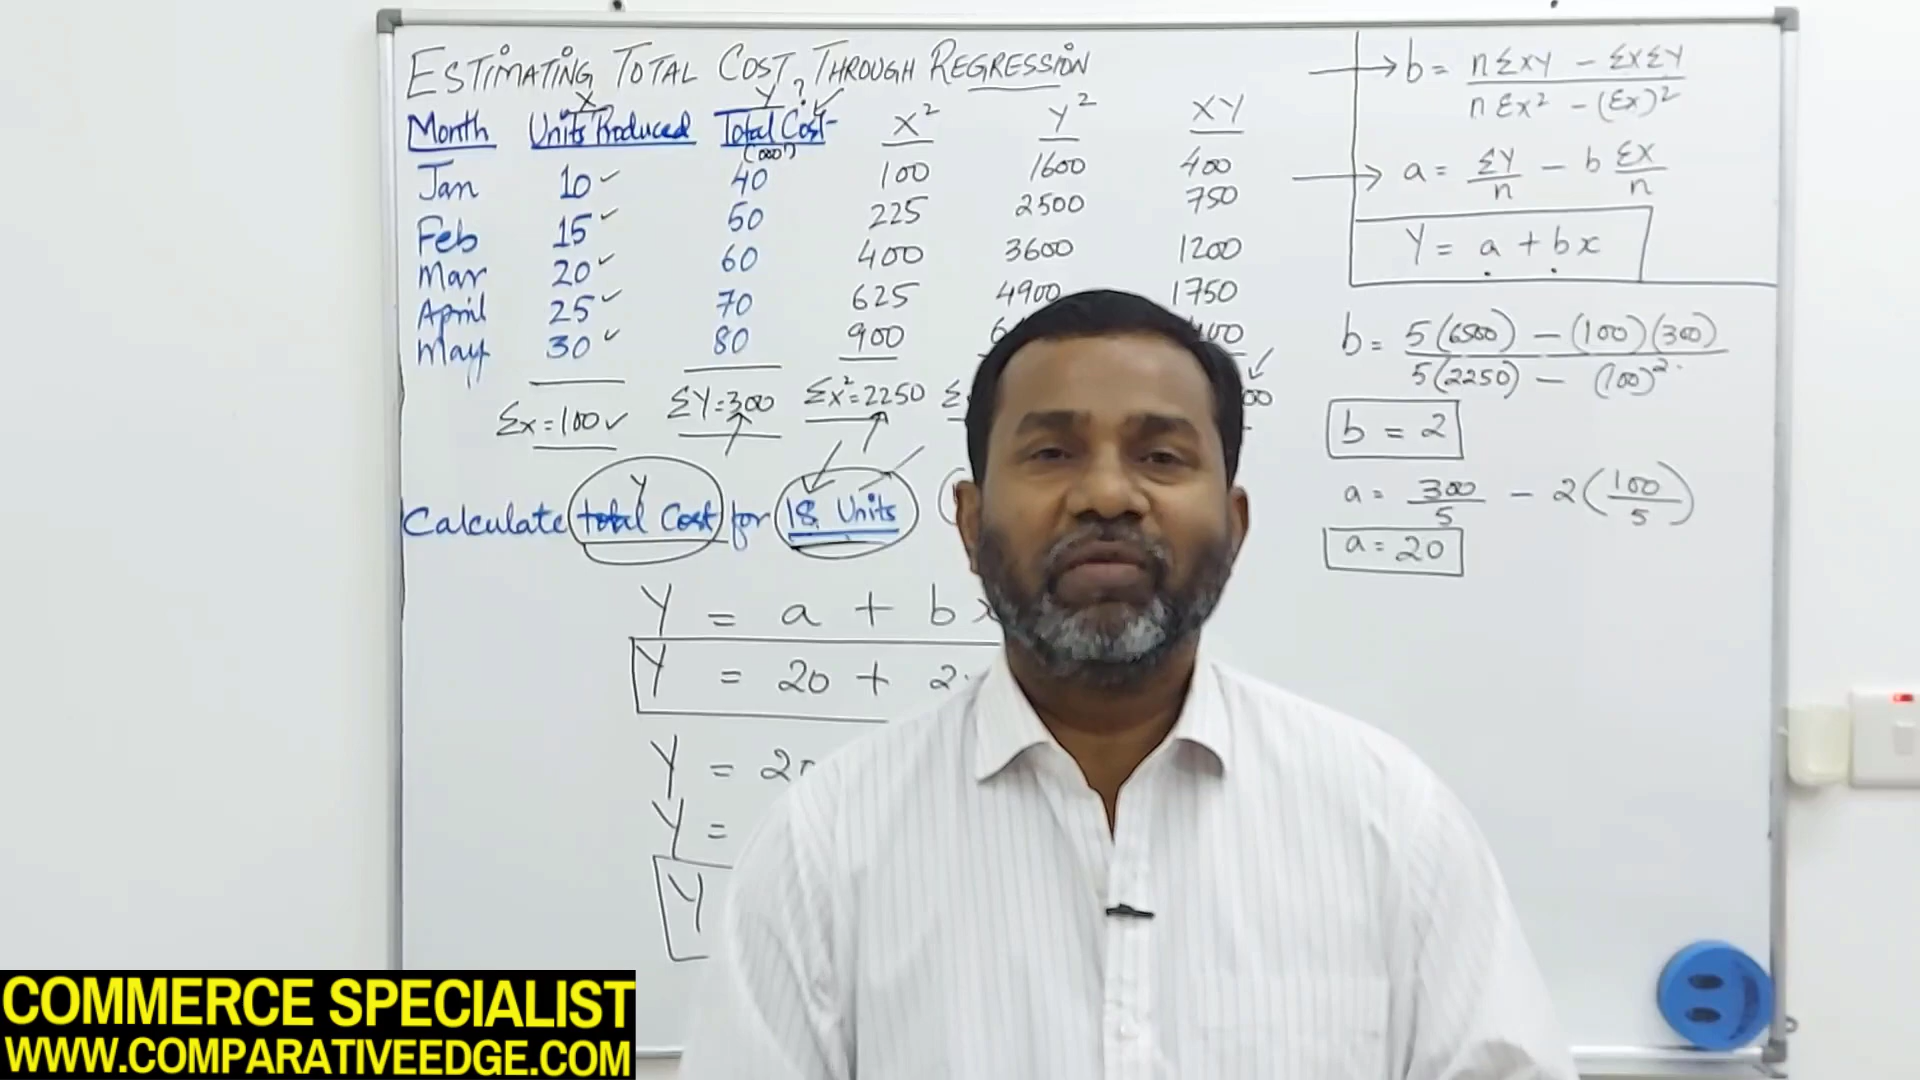 ESTIMATING TOTAL COST THROUGH REGRESSION
X Y ?
Month Units Produced Total Cost X² Y² XY
('000')
Jan 10 40 100 1600 400
Feb 15 50 225 2500 750
Mar 20 60 400 3600 1200
April 25 70 625 4900 1750
May 30 80 900
Σx=100 ΣY=300 Σx²=2250
Calculate total Cost for 18 Units
Y
Y = a + bx
Y = 20 + 2
Y =
Y =
Y
b = nΣXY - ΣXΣY / nΣx² - (Σx)²
a = ΣY/n - b ΣX/n
Y = a + bx
b = 5(6500) - (100)(300) / 5(2250) - (100)²
b = 2
a = 300/5 - 2(100/5)
a = 20
COMMERCE SPECIALIST
WWW.COMPARATIVEEDGE.COM